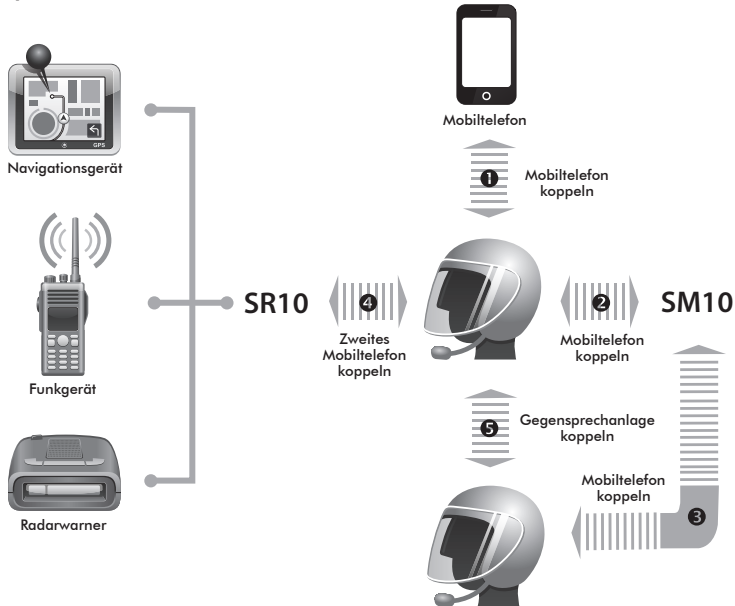 Mobiltelefon
❶
Mobiltelefon
koppeln
GPS
Navigationsgerät
Funkgerät
Radarwarner
SR10
❹
Zweites
Mobiltelefon
koppeln
❷
Mobiltelefon
koppeln
SM10
❺
Gegensprechanlage
koppeln
Mobiltelefon
koppeln
❸